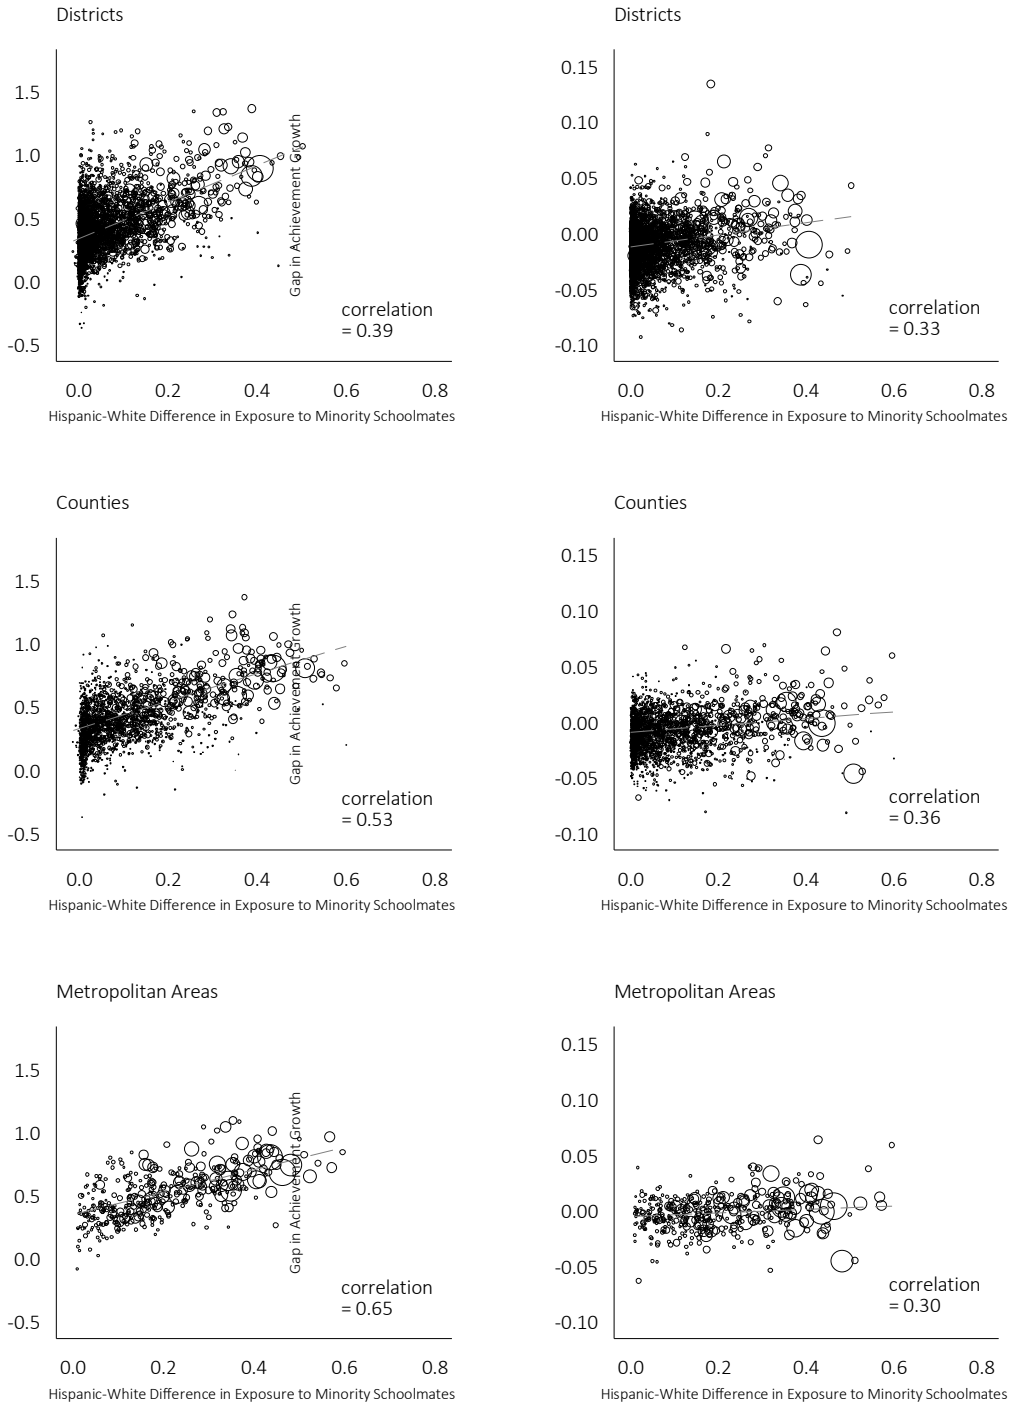 Districts
1.5
1.0
0.5
0.0
-0.5
correlation
= 0.39
0.0 0.2 0.4 0.6 0.8
Hispanic-White Difference in Exposure to Minority Schoolmates
Districts
Gap in Achievement Growth
0.15
0.10
0.05
0.00
-0.05
-0.10
correlation
= 0.33
0.0 0.2 0.4 0.6 0.8
Hispanic-White Difference in Exposure to Minority Schoolmates
Counties
1.5
1.0
0.5
0.0
-0.5
correlation
= 0.53
0.0 0.2 0.4 0.6 0.8
Hispanic-White Difference in Exposure to Minority Schoolmates
Counties
Gap in Achievement Growth
0.15
0.10
0.05
0.00
-0.05
-0.10
correlation
= 0.36
0.0 0.2 0.4 0.6 0.8
Hispanic-White Difference in Exposure to Minority Schoolmates
Metropolitan Areas
1.5
1.0
0.5
0.0
-0.5
correlation
= 0.65
0.0 0.2 0.4 0.6 0.8
Hispanic-White Difference in Exposure to Minority Schoolmates
Metropolitan Areas
Gap in Achievement Growth
0.15
0.10
0.05
0.00
-0.05
-0.10
correlation
= 0.30
0.0 0.2 0.4 0.6 0.8
Hispanic-White Difference in Exposure to Minority Schoolmates